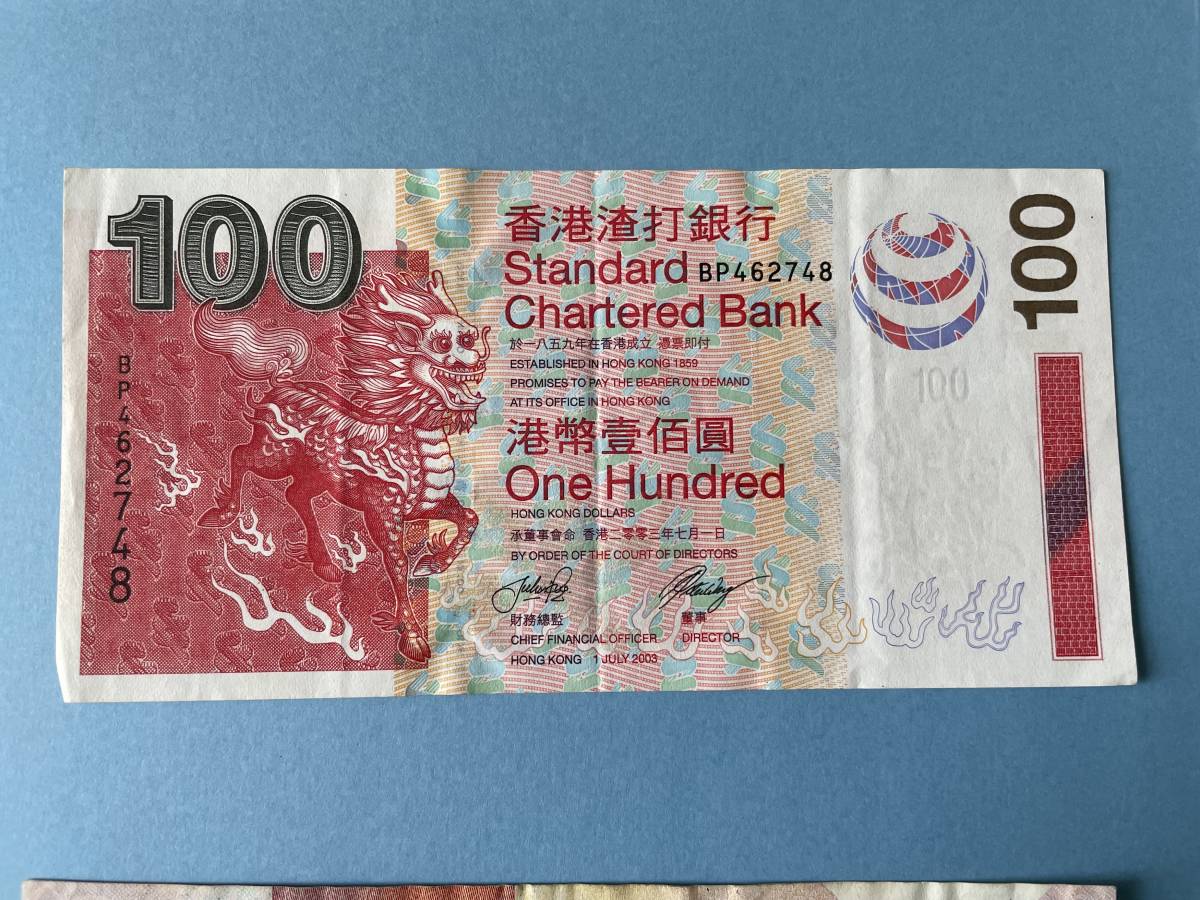 100
香港渣打銀行
Standard BP462748
Chartered Bank
於一八五九年在香港成立 憑票即付
ESTABLISHED IN HONG KONG 1859
PROMISES TO PAY THE BEARER ON DEMAND
AT ITS OFFICE IN HONG KONG
港幣壹佰圓
One Hundred
HONG KONG DOLLARS
承董事會命 香港二零零三年七月一日
BY ORDER OF THE COURT OF DIRECTORS
財務總監 董事
CHIEF FINANCIAL OFFICER DIRECTOR
HONG KONG 1 JULY 2003
BP462748
100
100